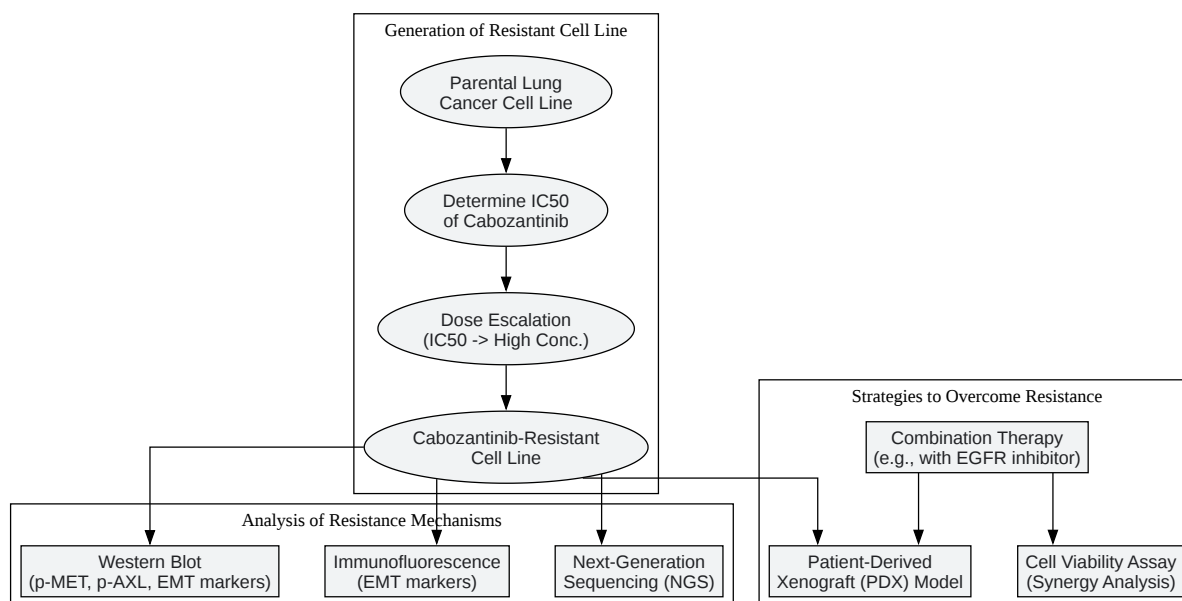 Generation of Resistant Cell Line
Parental Lung
Cancer Cell Line
Determine IC50
of Cabozantinib
Dose Escalation
(IC50 -> High Conc.)
Cabozantinib-Resistant
Cell Line
Strategies to Overcome Resistance
Combination Therapy
(e.g., with EGFR inhibitor)
Analysis of Resistance Mechanisms
Western Blot
(p-MET, p-AXL, EMT markers)
Immunofluorescence
(EMT markers)
Next-Generation
Sequencing (NGS)
Patient-Derived
Xenograft (PDX) Model
Cell Viability Assay
(Synergy Analysis)